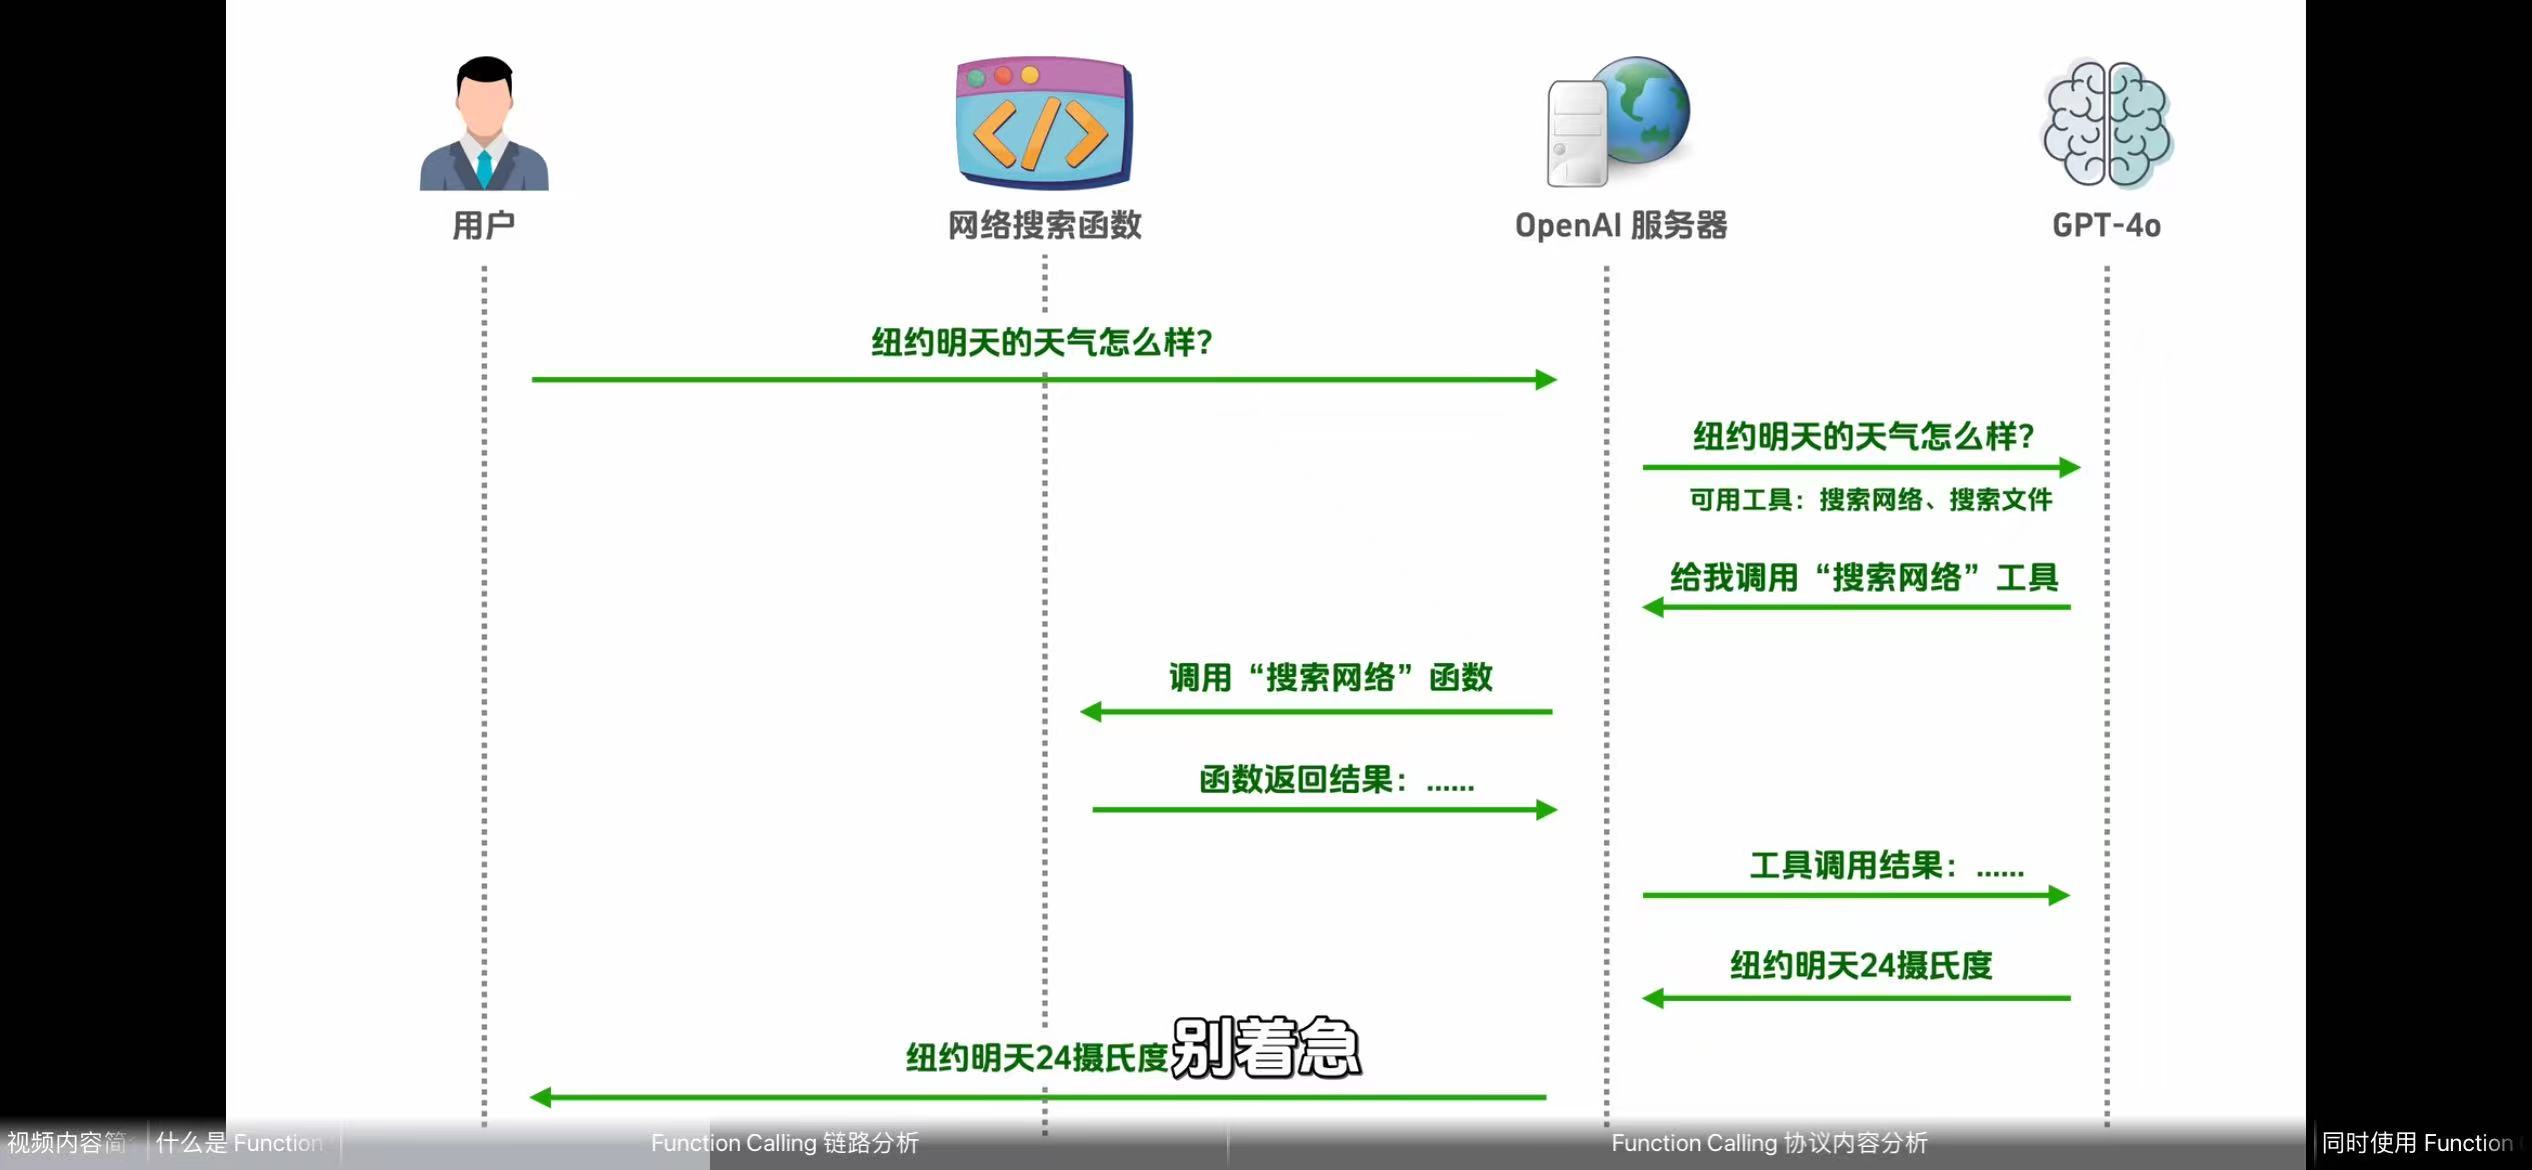 用户
网络搜索函数
OpenAI 服务器
GPT-4o
纽约明天的天气怎么样?
纽约明天的天气怎么样?
可用工具：搜索网络、搜索文件
给我调用“搜索网络”工具
调用“搜索网络”函数
函数返回结果：......
工具调用结果：......
纽约明天24摄氏度
纽约明天24摄氏度
别着急
视频内容简
什么是 Function
Function Calling 链路分析
Function Calling 协议内容分析
同时使用 Function